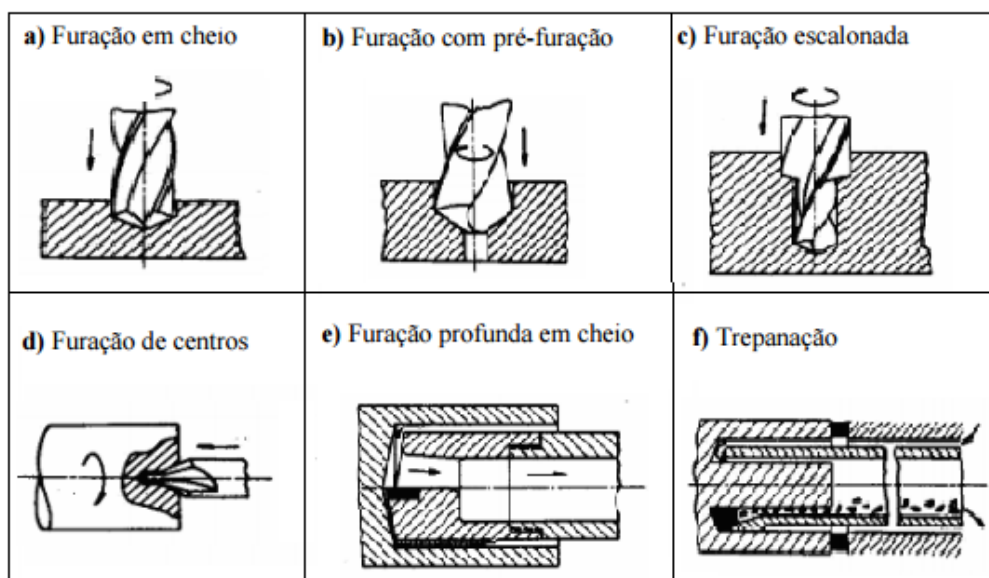 a) Furação em cheio
b) Furação com pré-furação
c) Furação escalonada
d) Furação de centros
e) Furação profunda em cheio
f) Trepanação